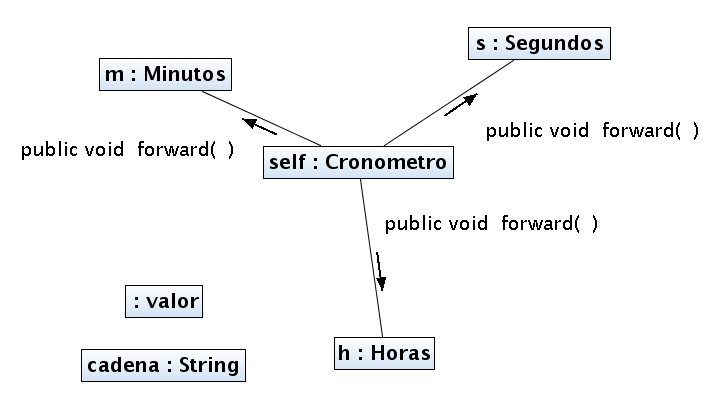 s : Segundos
m : Minutos
public void forward( )
public void forward( )
self : Cronometro
public void forward( )
: valor
h : Horas
cadena : String